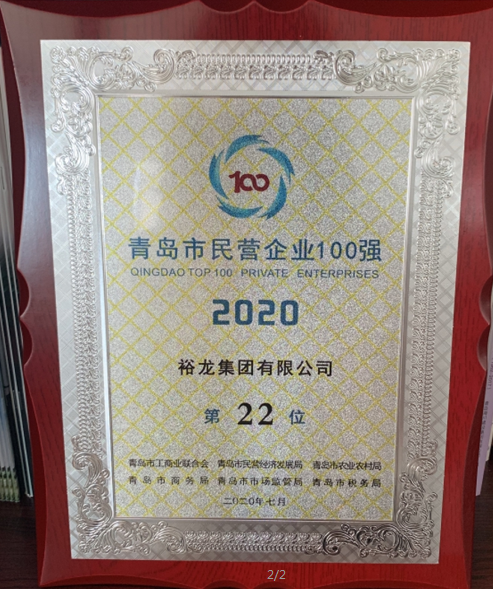 100
青岛市民营企业100强
QINGDAO TOP 100 PRIVATE ENTERPRISES
2020
裕龙集团有限公司
第 22 位
青岛市工商业联合会 青岛市民营经济发展局 青岛市农业农村局
青岛市商务局 青岛市市场监管局 青岛市税务局
二〇二〇年七月
2/2